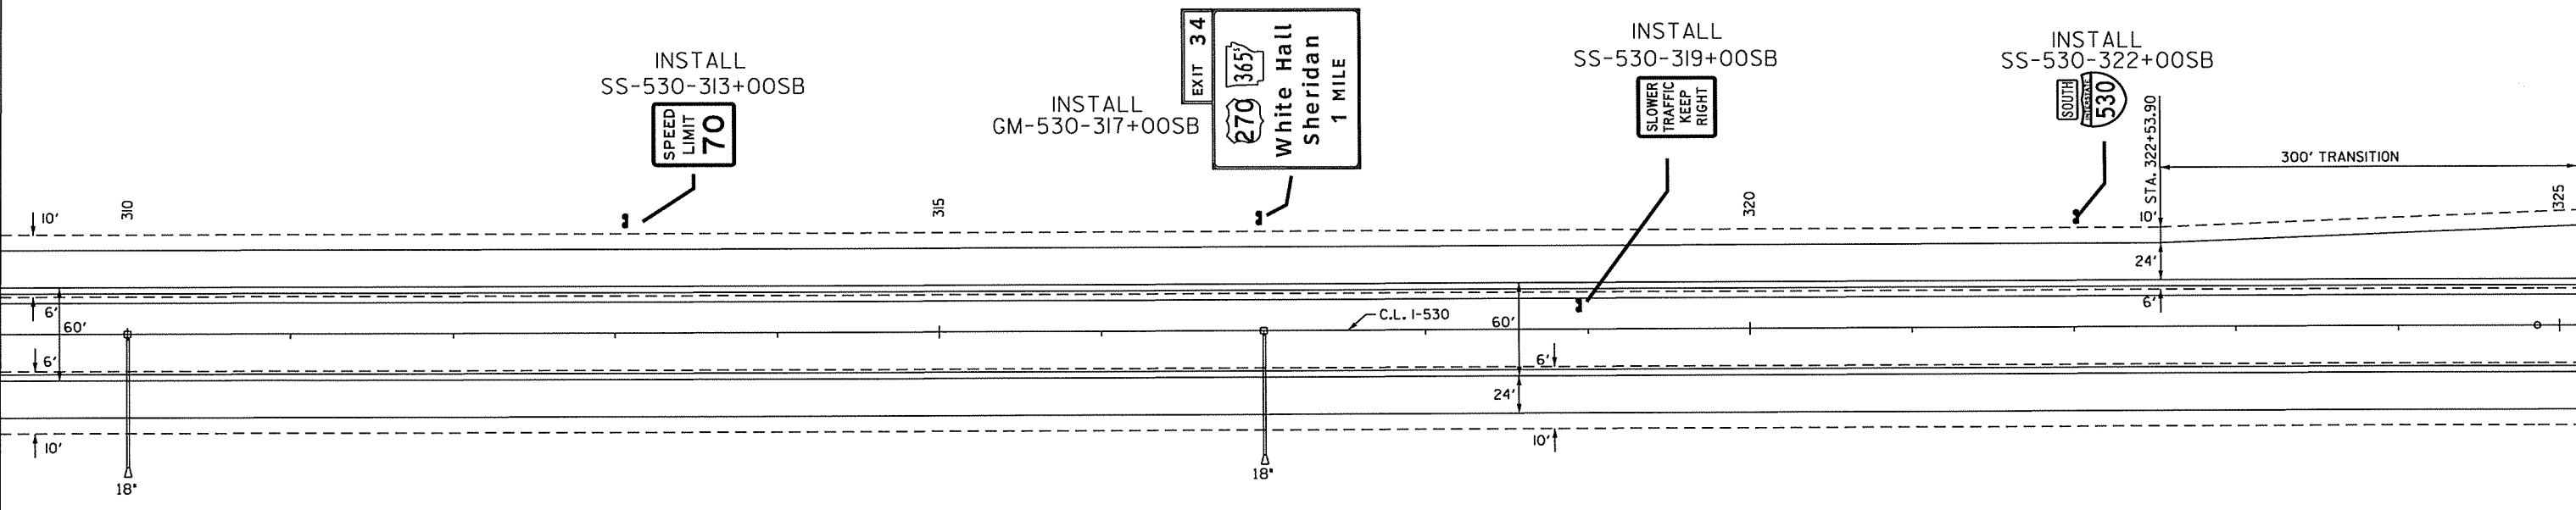 INSTALL
SS-530-313+00SB
SPEED
LIMIT
70
INSTALL
GM-530-317+00SB
EXIT 34
270 365 S
White Hall
Sheridan
1 MILE
INSTALL
SS-530-319+00SB
SLOWER
TRAFFIC
KEEP
RIGHT
INSTALL
SS-530-322+00SB
SOUTH
INTERSTATE
530
STA. 322+53.90
300' TRANSITION
310
315
320
325
10'
10'
24'
6'
6'
60'
C.L. I-530
60'
6'
6'
24'
10'
10'
18"
18"